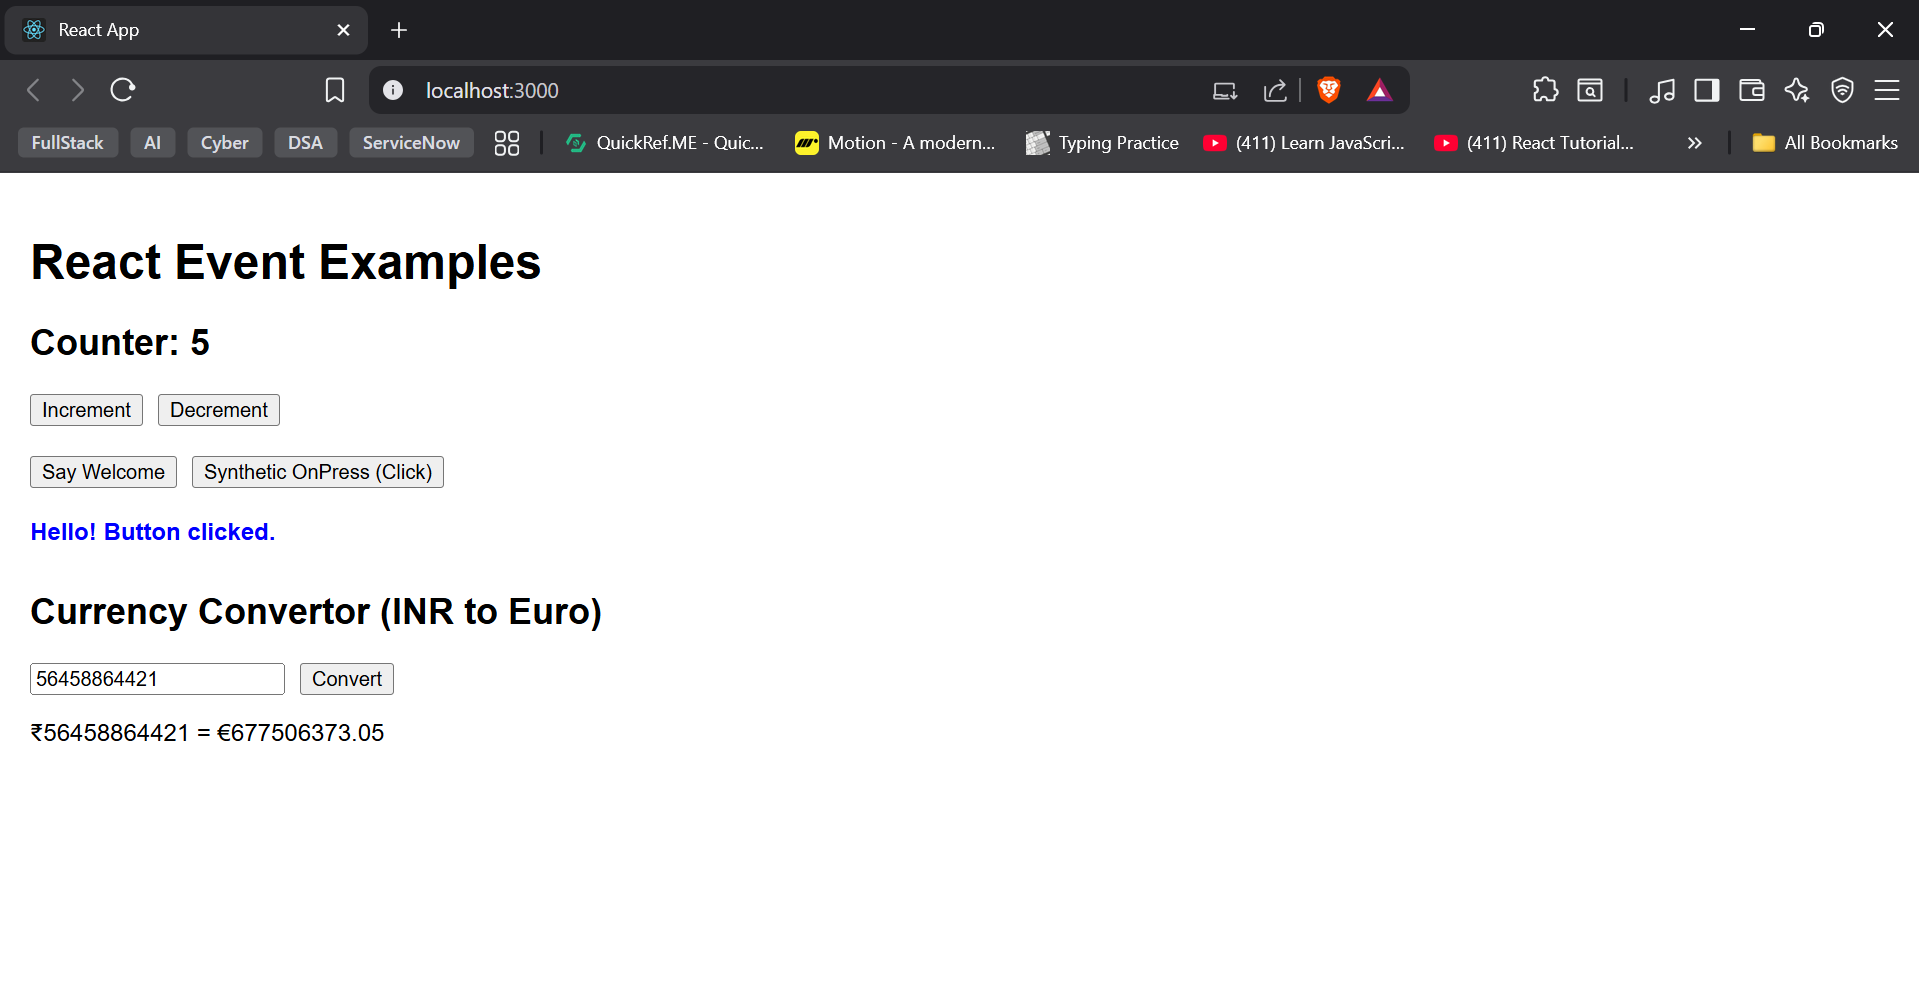 React App
localhost:3000
FullStack AI Cyber DSA ServiceNow QuickRef.ME - Quic... Motion - A modern... Typing Practice (411) Learn JavaScri... (411) React Tutorial... » All Bookmarks
React Event Examples
Counter: 5
Increment Decrement
Say Welcome Synthetic OnPress (Click)
Hello! Button clicked.
Currency Convertor (INR to Euro)
56458864421 Convert
₹56458864421 = €677506373.05